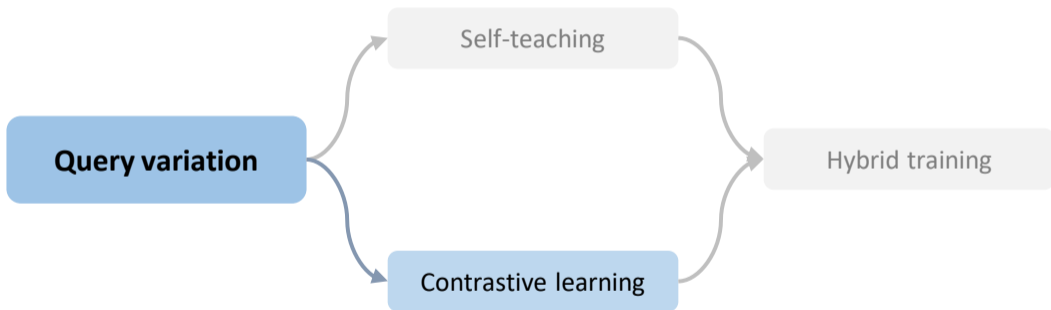 Self-teaching
Query variation
Hybrid training
Contrastive learning